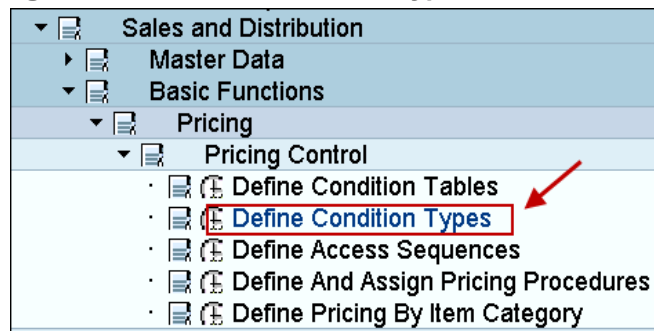 Sales and Distribution
Master Data
Basic Functions
Pricing
Pricing Control
Define Condition Tables
Define Condition Types
Define Access Sequences
Define And Assign Pricing Procedures
Define Pricing By Item Category